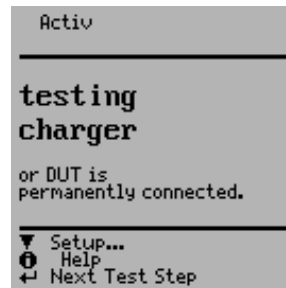 Activ
testing
charger
or DUT is
permanently connected.
Setup...
Help
Next Test Step